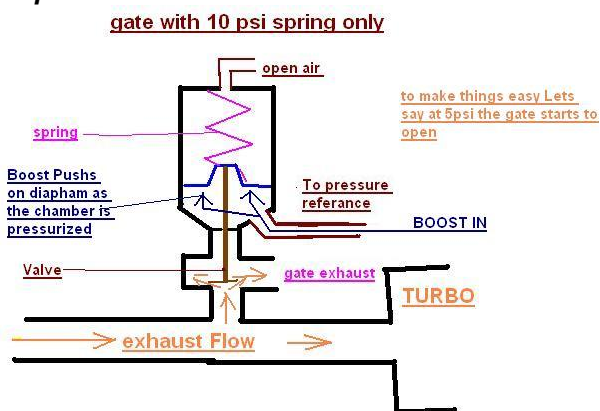 gate with 10 psi spring only
open air
to make things easy Lets
say at 5psi the gate starts to
open
spring
Boost Pushs
on diapham as
the chamber is
pressurized
To pressure
referance
BOOST IN
Valve
gate exhaust
TURBO
exhaust Flow